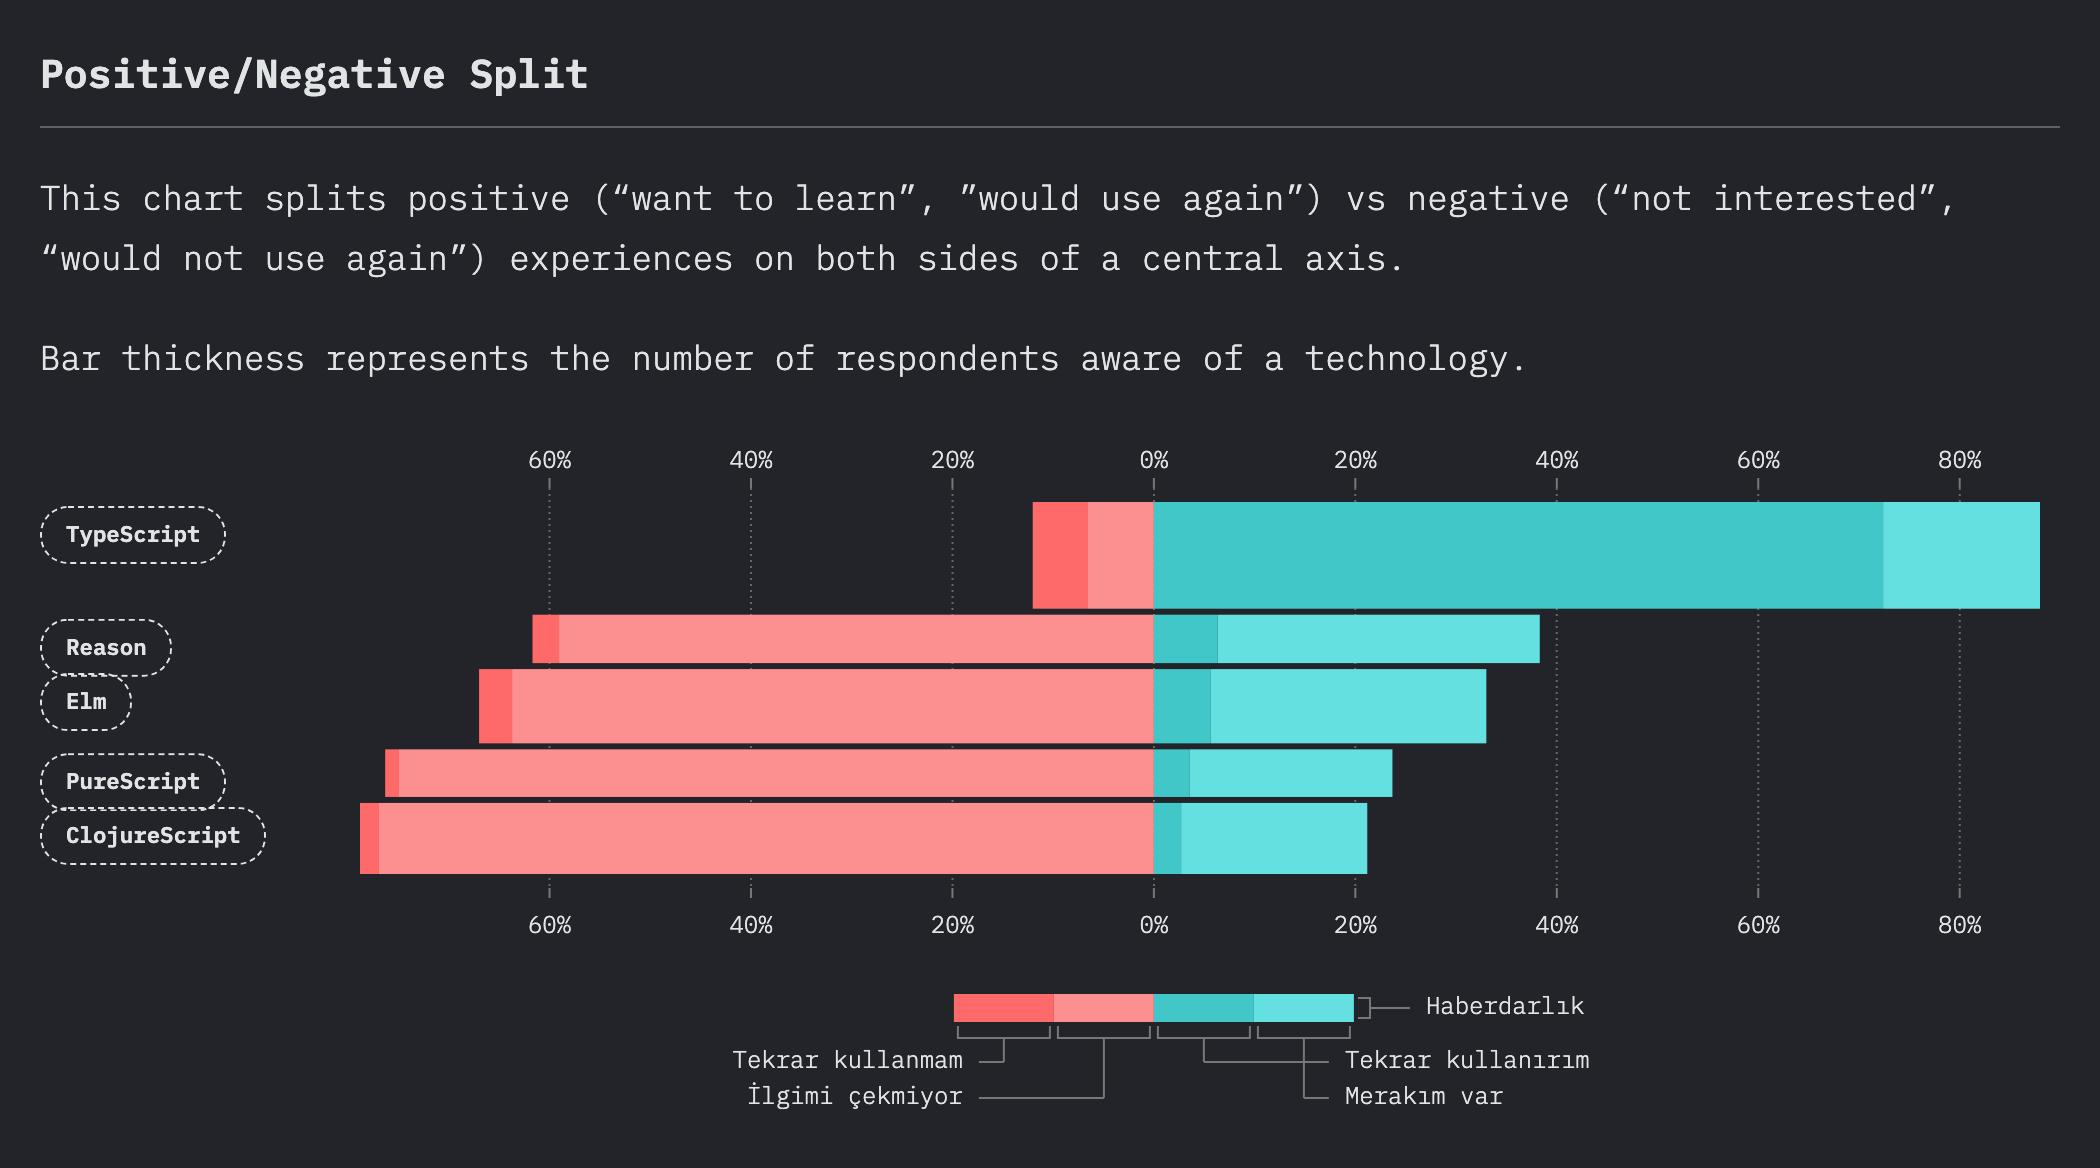 Positive/Negative Split
This chart splits positive (“want to learn”, ”would use again”) vs negative (“not interested”,
“would not use again”) experiences on both sides of a central axis.
Bar thickness represents the number of respondents aware of a technology.
60% 40% 20% 0% 20% 40% 60% 80%
TypeScript
Reason
Elm
PureScript
ClojureScript
60% 40% 20% 0% 20% 40% 60% 80%
Haberdarlık
Tekrar kullanmam Tekrar kullanırım
İlgimi çekmiyor Merakım var